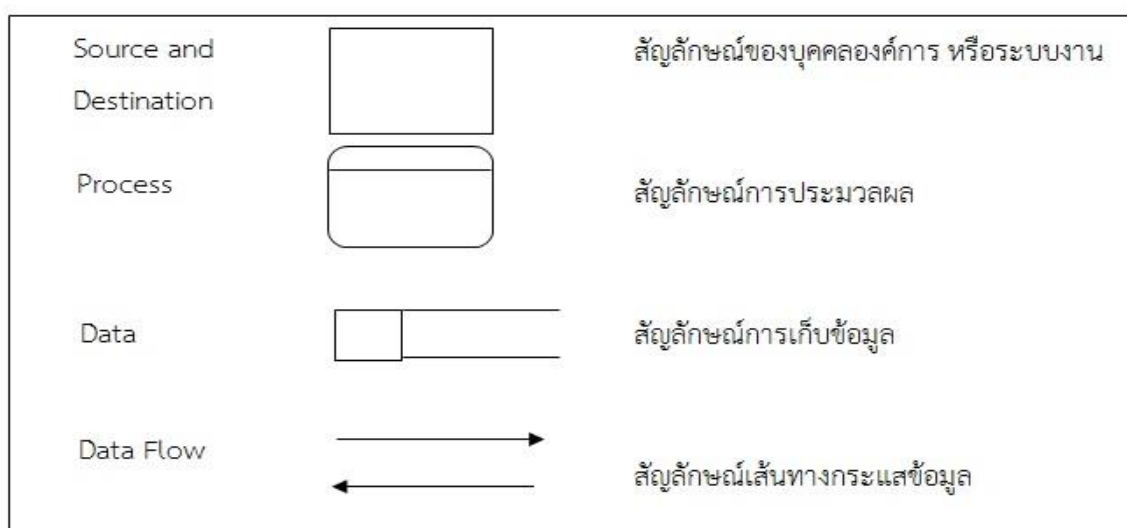 Source and
Destination
สัญลักษณ์ของบุคคลองค์การ หรือระบบงาน
Process
สัญลักษณ์การประมวลผล
Data
สัญลักษณ์การเก็บข้อมูล
Data Flow
สัญลักษณ์เส้นทางกระแสข้อมูล